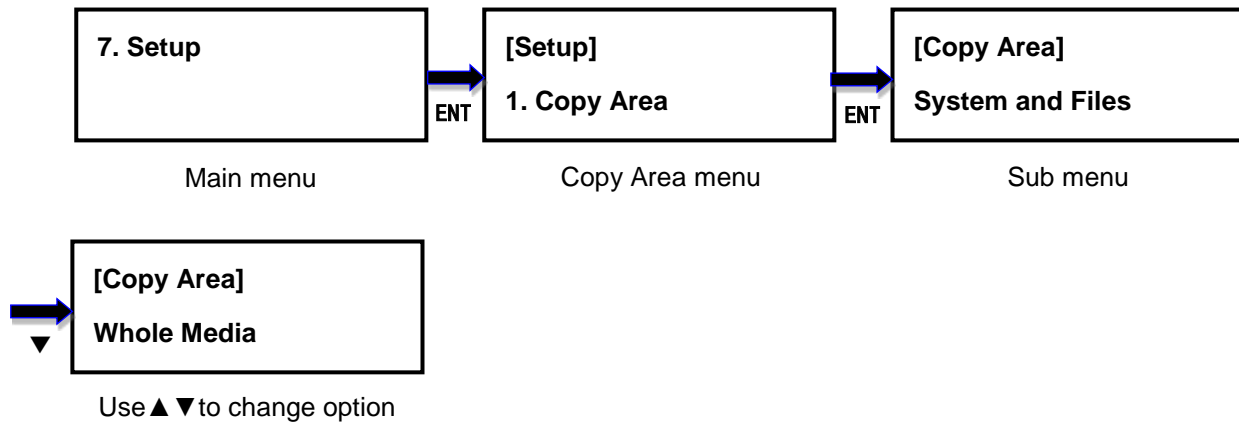 7. Setup
ENT
[Setup]
1. Copy Area
ENT
[Copy Area]
System and Files
Main menu
Copy Area menu
Sub menu
▼
[Copy Area]
Whole Media
Use▲▼to change option